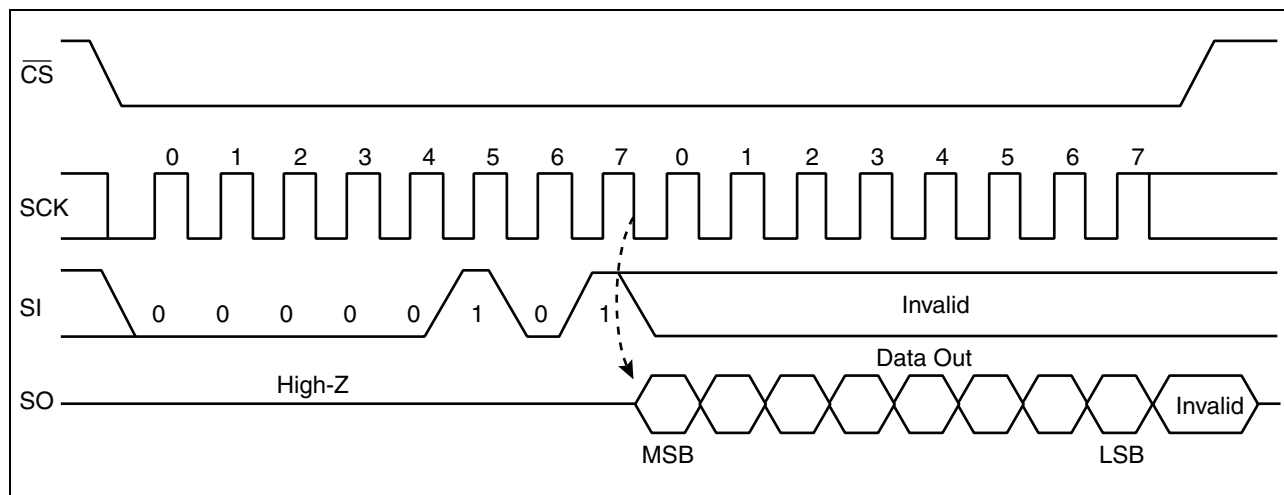 CS
0 1 2 3 4 5 6 7 0 1 2 3 4 5 6 7
SCK
SI 0 0 0 0 0 1 0 1 Invalid
Data Out
High-Z
SO Invalid
MSB LSB